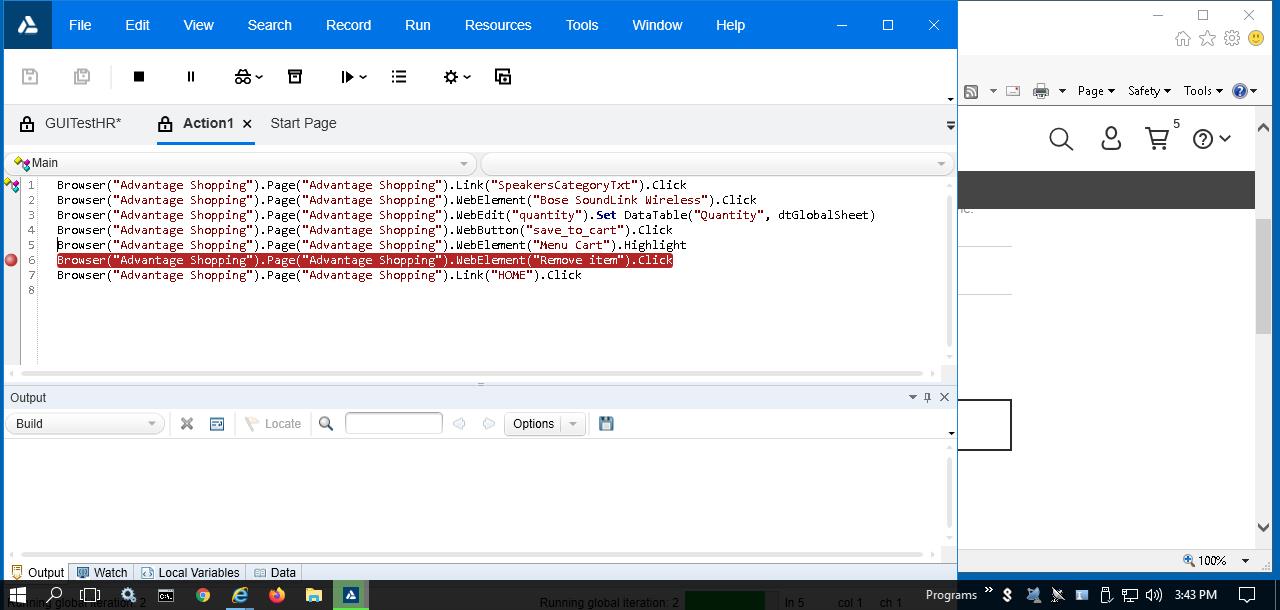 File Edit View Search Record Run Resources Tools Window Help
Page Safety Tools
GUITestHR* Action1 Start Page
5
Main
1 Browser("Advantage Shopping").Page("Advantage Shopping").Link("SpeakersCategoryTxt").Click
2 Browser("Advantage Shopping").Page("Advantage Shopping").WebElement("Bose SoundLink Wireless").Click
3 Browser("Advantage Shopping").Page("Advantage Shopping").WebEdit("quantity").Set DataTable("Quantity", dtGlobalSheet)
4 Browser("Advantage Shopping").Page("Advantage Shopping").WebButton("save_to_cart").Click
5 Browser("Advantage Shopping").Page("Advantage Shopping").WebElement("Menu Cart").Highlight
6 Browser("Advantage Shopping").Page("Advantage Shopping").WebElement("Remove item").Click
7 Browser("Advantage Shopping").Page("Advantage Shopping").Link("HOME").Click
8
Output
Build Locate Options
100%
Output Watch Local Variables Data
Programs » 3:43 PM
Running global iteration: 2 Running global iteration: 2 ln 5 col 1 ch 1